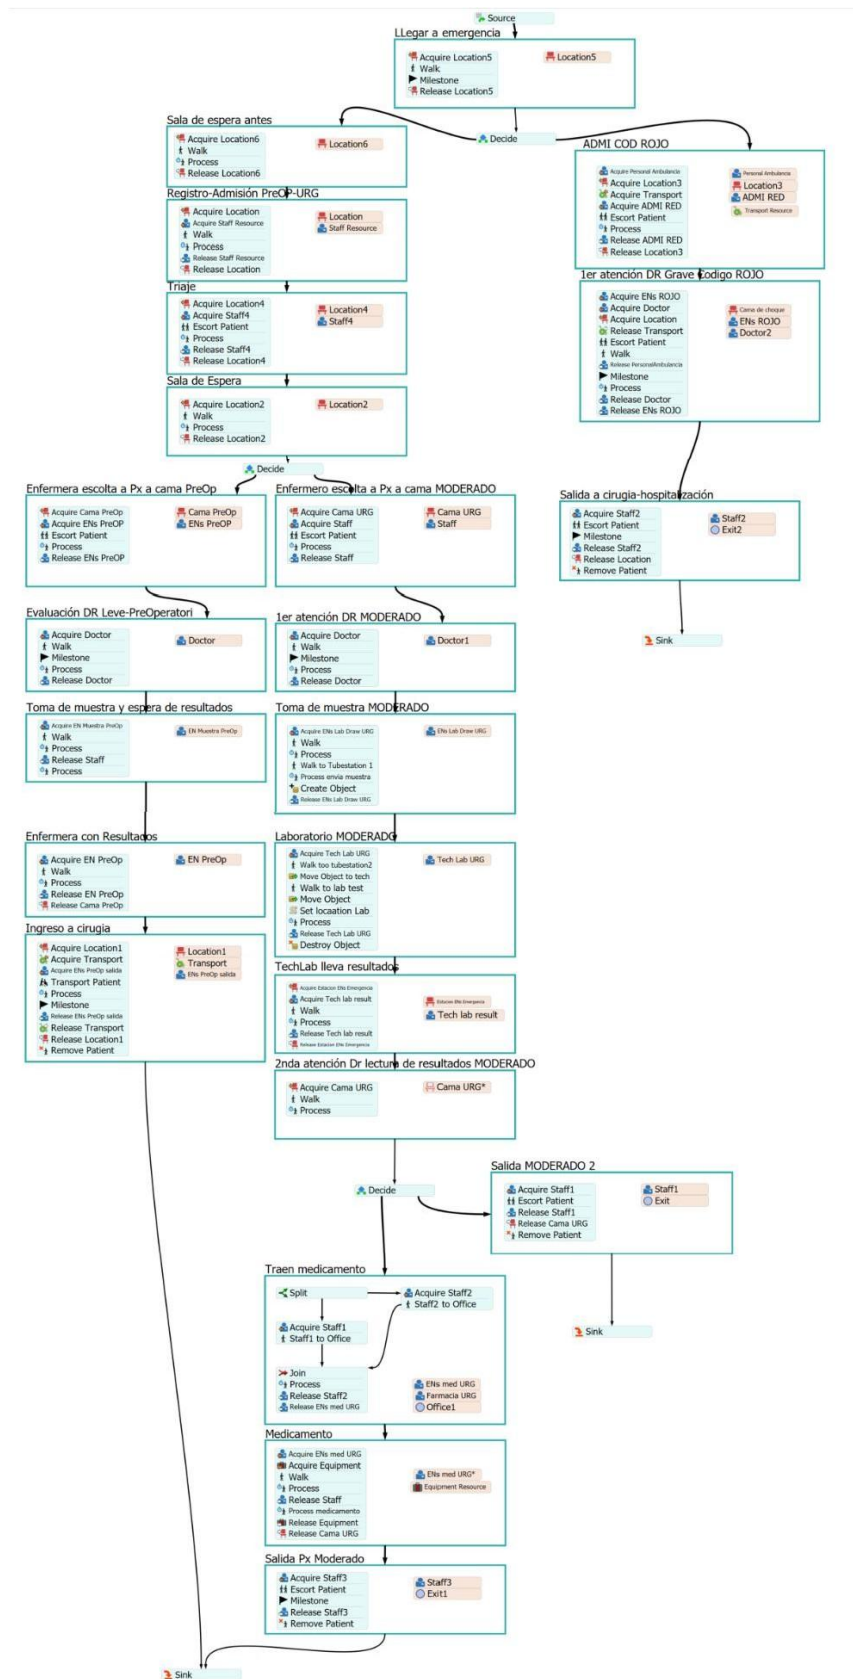 Source
LLegar a emergencia
Acquire Location5
Walk
Milestone
Release Location5
Location5
Decide
Sala de espera antes
Acquire Location6
Walk
Process
Release Location6
Location6
Registro-Admisión PreOP-URG
Acquire Location
Acquire Staff Resource
Walk
Process
Release Staff Resource
Release Location
Location
Staff Resource
Triaje
Acquire Location4
Acquire Staff4
Escort Patient
Process
Release Staff4
Release Location4
Location4
Staff4
Sala de Espera
Acquire Location2
Walk
Process
Release Location2
Location2
Decide
ADMI COD ROJO
Acquire Personal Ambulancia
Acquire Location3
Acquire Transport
Acquire ADMI RED
Escort Patient
Process
Release ADMI RED
Release Location3
Personal Ambulancia
Location3
ADMI RED
Transport Resource
1er atención DR Grave Codigo ROJO
Acquire ENs ROJO
Acquire Doctor
Acquire Location
Release Transport
Escort Patient
Walk
Release PersonalAmbulancia
Milestone
Process
Release Doctor
Release ENs ROJO
Cama de choque
ENs ROJO
Doctor2
Salida a cirugia-hospitalización
Acquire Staff2
Escort Patient
Milestone
Release Staff2
Release Location
Remove Patient
Staff2
Exit2
Sink
Enfermera escolta a Px a cama PreOp
Acquire Cama PreOp
Acquire ENs PreOP
Escort Patient
Process
Release ENs PreOP
Cama PreOp
ENs PreOP
Evaluación DR Leve-PreOperatori
Acquire Doctor
Walk
Milestone
Process
Release Doctor
Doctor
Toma de muestra y espera de resultados
Acquire EN Muestra PreOp
Walk
Process
Release Staff
Process
EN Muestra PreOp
Enfermera con Resultados
Acquire EN PreOp
Walk
Process
Release EN PreOp
Release Cama PreOp
EN PreOp
Ingreso a cirugia
Acquire Location1
Acquire Transport
Acquire ENs PreOp salida
Transport Patient
Process
Milestone
Release ENs PreOp salida
Release Transport
Release Location1
Remove Patient
Location1
Transport
ENs PreOp salida
Enfermero escolta a Px a cama MODERADO
Acquire Cama URG
Acquire Staff
Escort Patient
Process
Release Staff
Cama URG
Staff
1er atención DR MODERADO
Acquire Doctor
Walk
Milestone
Process
Release Doctor
Doctor1
Toma de muestra MODERADO
Acquire ENs Lab Draw URG
Walk
Process
Walk to Tubestation 1
Process envia muestra
Create Object
Release ENs Lab Draw URG
ENs Lab Draw URG
Laboratorio MODERADO
Acquire Tech Lab URG
Walk too tubestation2
Move Object to tech
Walk to lab test
Move Object
Set locaation Lab
Process
Release Tech Lab URG
Destroy Object
Tech Lab URG
TechLab lleva resultados
Acquire Estacion ENs Emergencia
Acquire Tech lab result
Walk
Process
Release Tech lab result
Release Estacion ENs Emergencia
Estacion ENs Emergencia
Tech lab result
2nda atención Dr lectura de resultados MODERADO
Acquire Cama URG
Walk
Process
Cama URG*
Decide
Salida MODERADO 2
Acquire Staff1
Escort Patient
Release Staff1
Release Cama URG
Remove Patient
Staff1
Exit
Sink
Traen medicamento
Split
Acquire Staff2
Staff2 to Office
Acquire Staff1
Staff1 to Office
Join
Process
Release Staff2
Release ENs med URG
ENs med URG
Farmacia URG
Office1
Medicamento
Acquire ENs med URG
Acquire Equipment
Walk
Process
Release Staff
Process medicamento
Release Equipment
Release Cama URG
ENs med URG*
Equipment Resource
Salida Px Moderado
Acquire Staff3
Escort Patient
Milestone
Release Staff3
Remove Patient
Staff3
Exit1
Sink